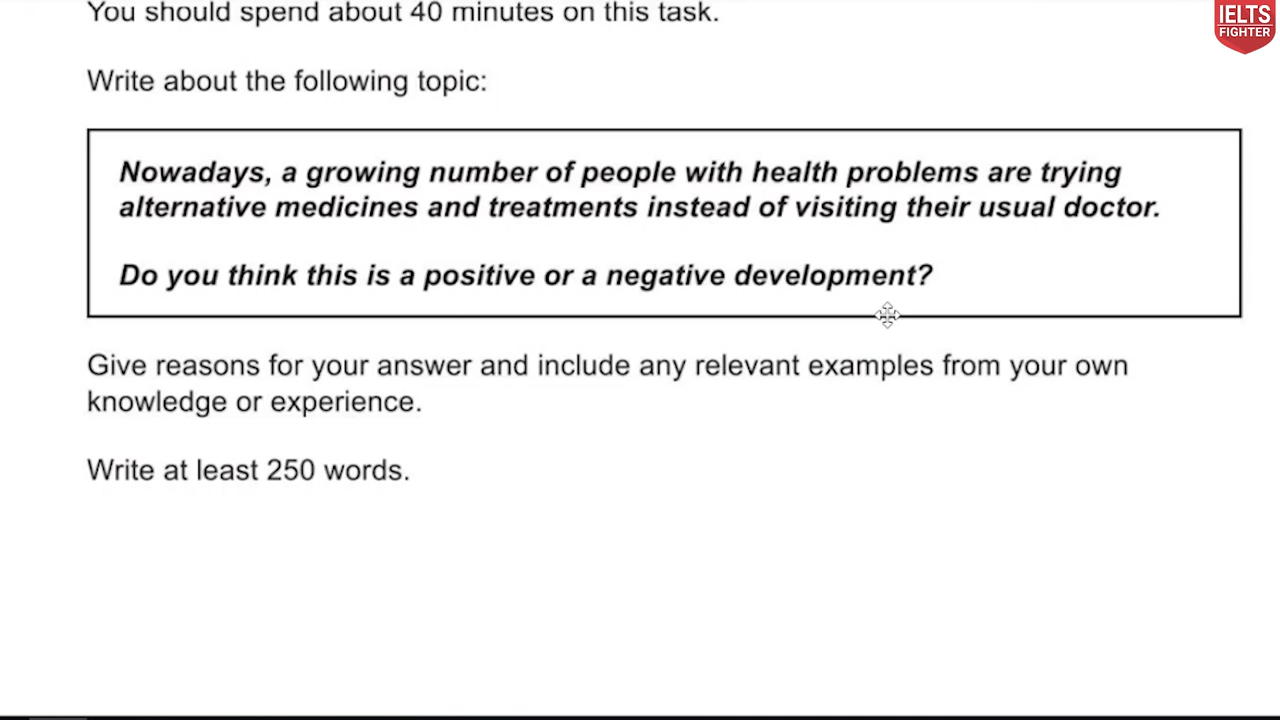 You should spend about 40 minutes on this task.
IELTS
FIGHTER
Write about the following topic:
Nowadays, a growing number of people with health problems are trying
alternative medicines and treatments instead of visiting their usual doctor.
Do you think this is a positive or a negative development?
Give reasons for your answer and include any relevant examples from your own
knowledge or experience.
Write at least 250 words.